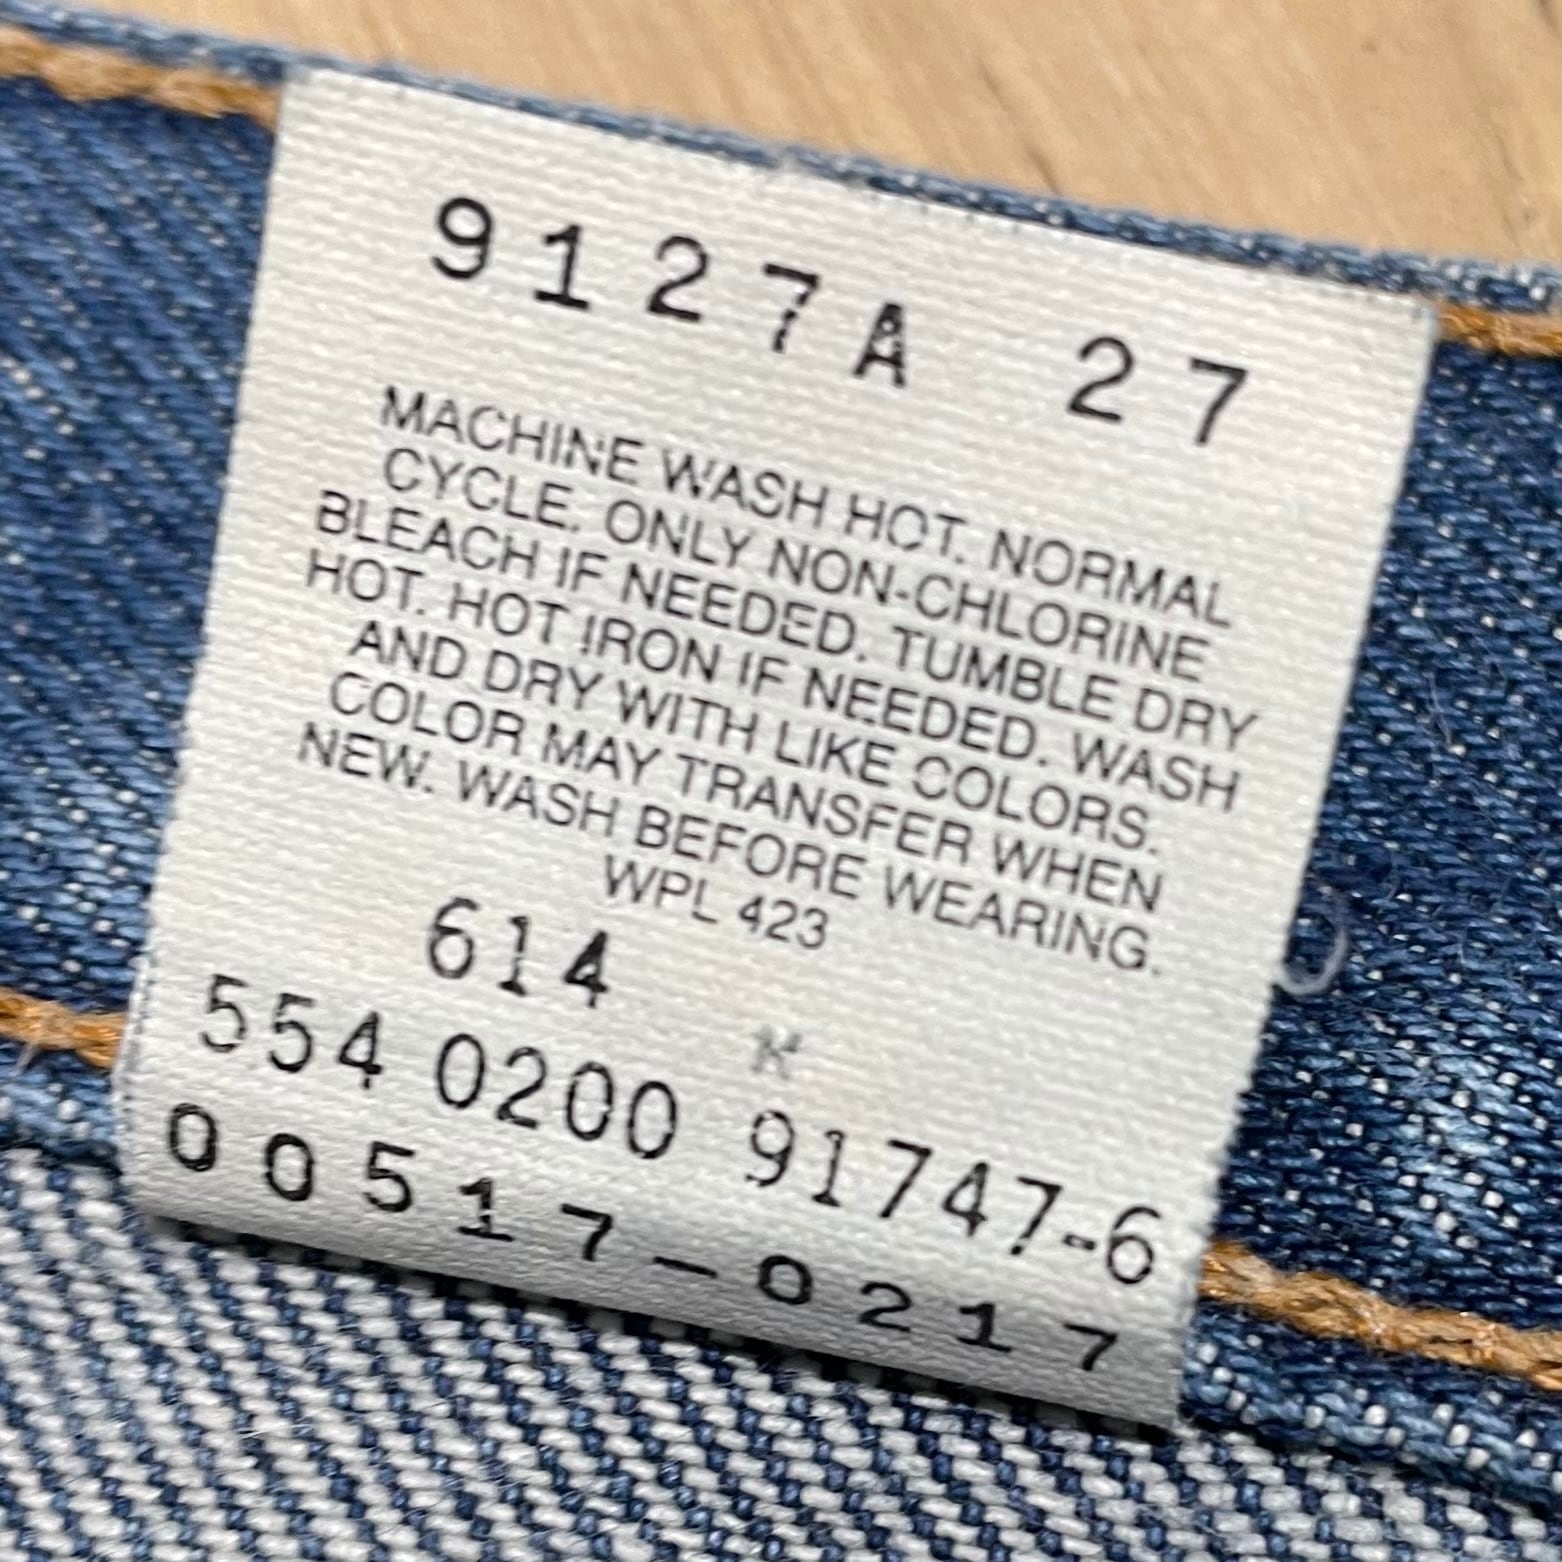 9127A 27
MACHINE WASH HOT. NORMAL
CYCLE. ONLY NON-CHLORINE
BLEACH IF NEEDED. TUMBLE DRY
HOT. HOT IRON IF NEEDED. WASH
AND DRY WITH LIKE COLORS.
COLOR MAY TRANSFER WHEN
NEW. WASH BEFORE WEARING.
WPL 423
614
554 0200 91747-6
00517-0217